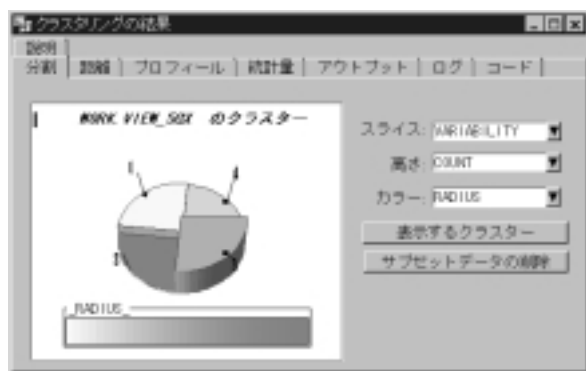 クラスタリングの結果
説明
分割 距離 プロフィール 統計量 アウトプット ログ コード
WORK.VIEW_SGX のクラスター
スライス: VARIABILITY
高さ: COUNT
カラー: RADIUS
表示するクラスター
サブセットデータの削除
1
4
3
_RADIUS_